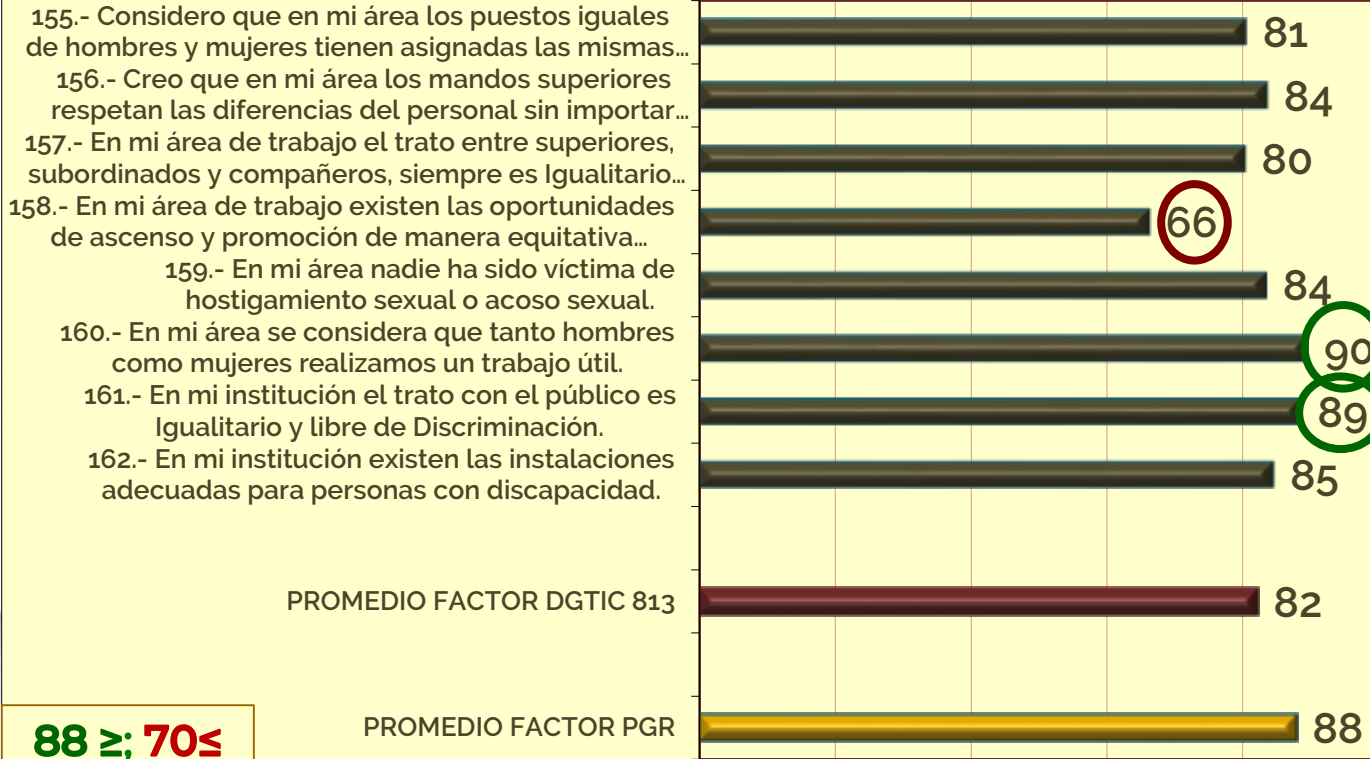 155.- Considero que en mi área los puestos iguales
de hombres y mujeres tienen asignadas las mismas…
81
156.- Creo que en mi área los mandos superiores
respetan las diferencias del personal sin importar…
84
157.- En mi área de trabajo el trato entre superiores,
subordinados y compañeros, siempre es Igualitario…
80
158.- En mi área de trabajo existen las oportunidades
de ascenso y promoción de manera equitativa…
66
159.- En mi área nadie ha sido víctima de
hostigamiento sexual o acoso sexual.
84
160.- En mi área se considera que tanto hombres
como mujeres realizamos un trabajo útil.
90
161.- En mi institución el trato con el público es
Igualitario y libre de Discriminación.
89
162.- En mi institución existen las instalaciones
adecuadas para personas con discapacidad.
85
PROMEDIO FACTOR DGTIC 813
82
PROMEDIO FACTOR PGR
88
88 ≥; 70≤